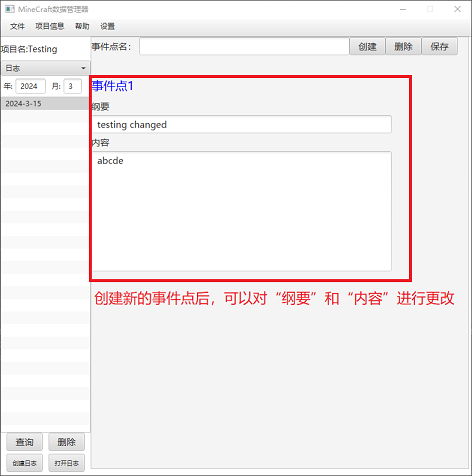 MineCraft数据管理器
文件 项目信息 帮助 设置
项目名:Testing
事件点名: 创建 删除 保存
日志
年: 2024 月: 3
2024-3-15
事件点1
纲要
testing changed
内容
abcde
创建新的事件点后，可以对“纲要”和“内容”进行更改
查询 删除
创建日志 打开日志